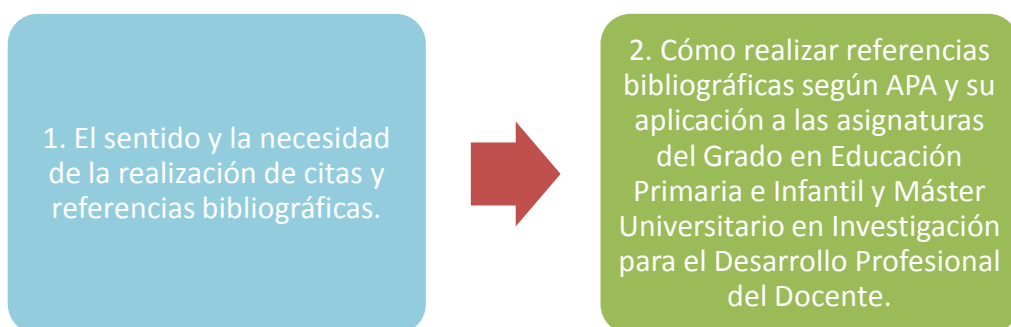 1. El sentido y la necesidad
de la realización de citas y
referencias bibliográficas.
2. Cómo realizar referencias
bibliográficas según APA y su
aplicación a las asignaturas
del Grado en Educación
Primaria e Infantil y Máster
Universitario en Investigación
para el Desarrollo Profesional
del Docente.